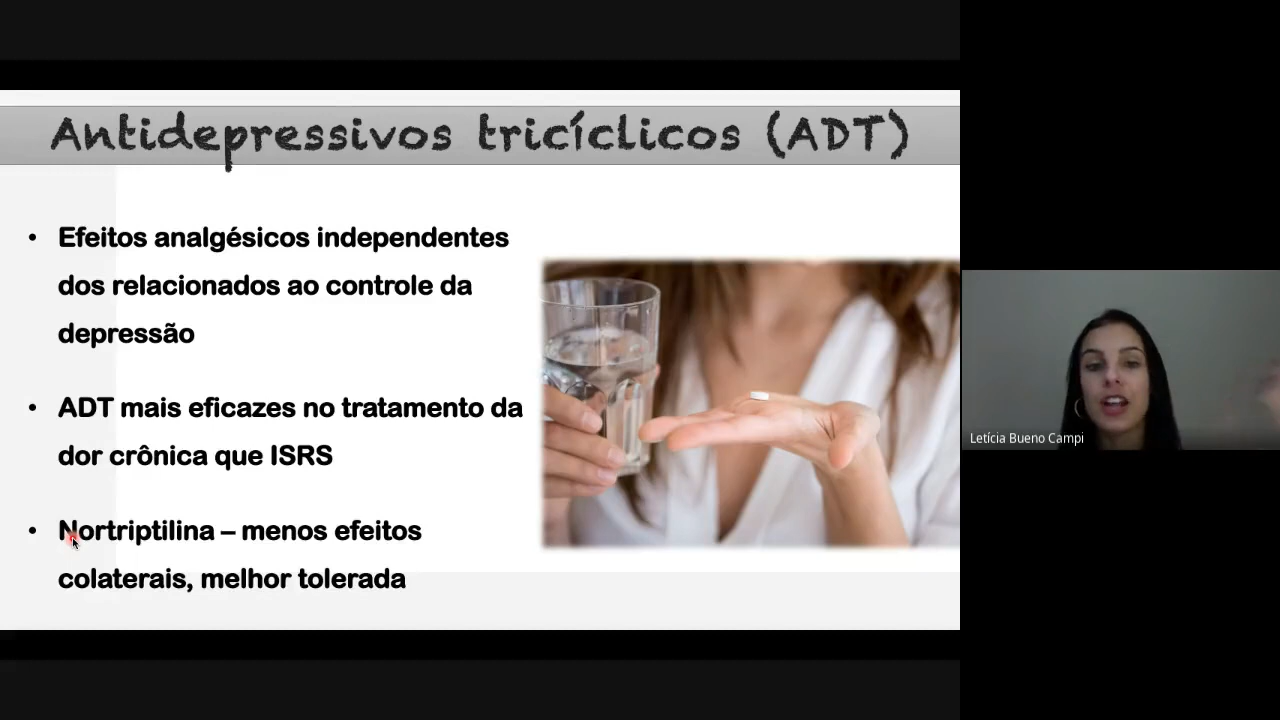 Antidepressivos tricíclicos (ADT)
• Efeitos analgésicos independentes
dos relacionados ao controle da
depressão
• ADT mais eficazes no tratamento da
dor crônica que ISRS
• Nortriptilina – menos efeitos
colaterais, melhor tolerada
Letícia Bueno Campi